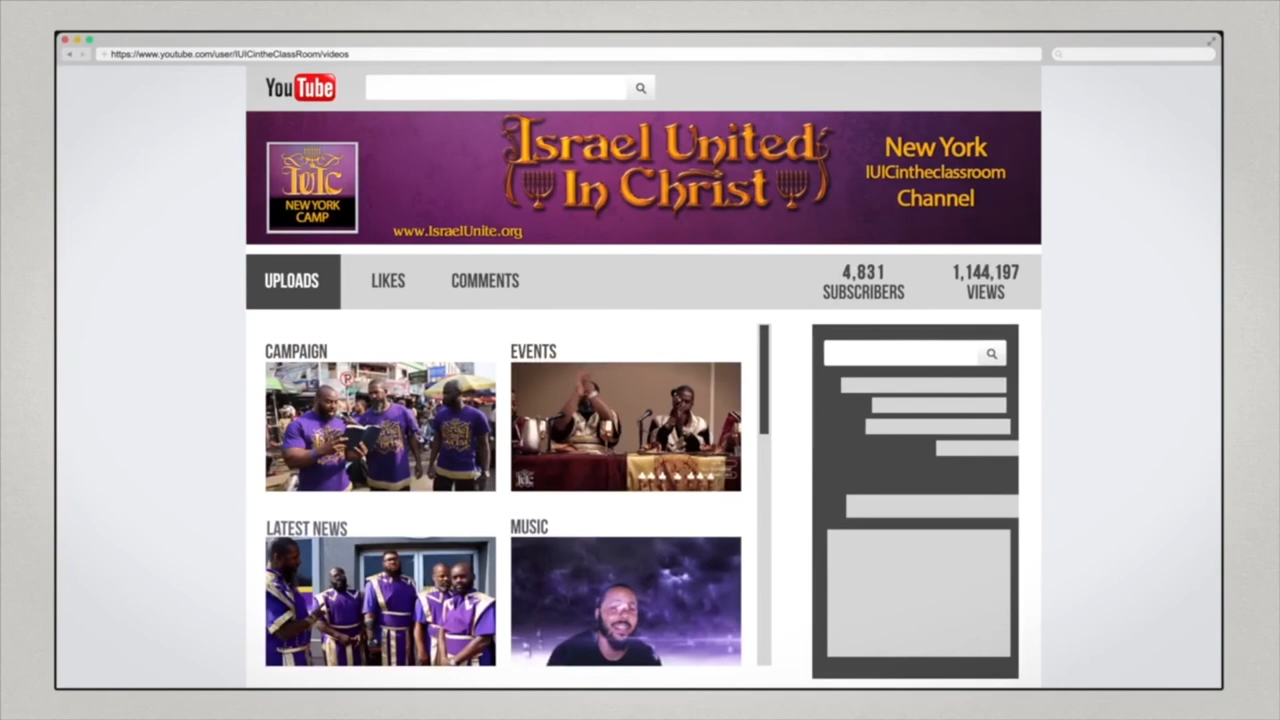 https://www.youtube.com/user/IUICintheClassRoom/videos
YouTube
Israel United
In Christ
IUIC
NEW YORK
CAMP
www.IsraelUnite.org
New York
IUICintheclassroom
Channel
UPLOADS
LIKES
COMMENTS
4,831
SUBSCRIBERS
1,144,197
VIEWS
CAMPAIGN
EVENTS
LATEST NEWS
MUSIC